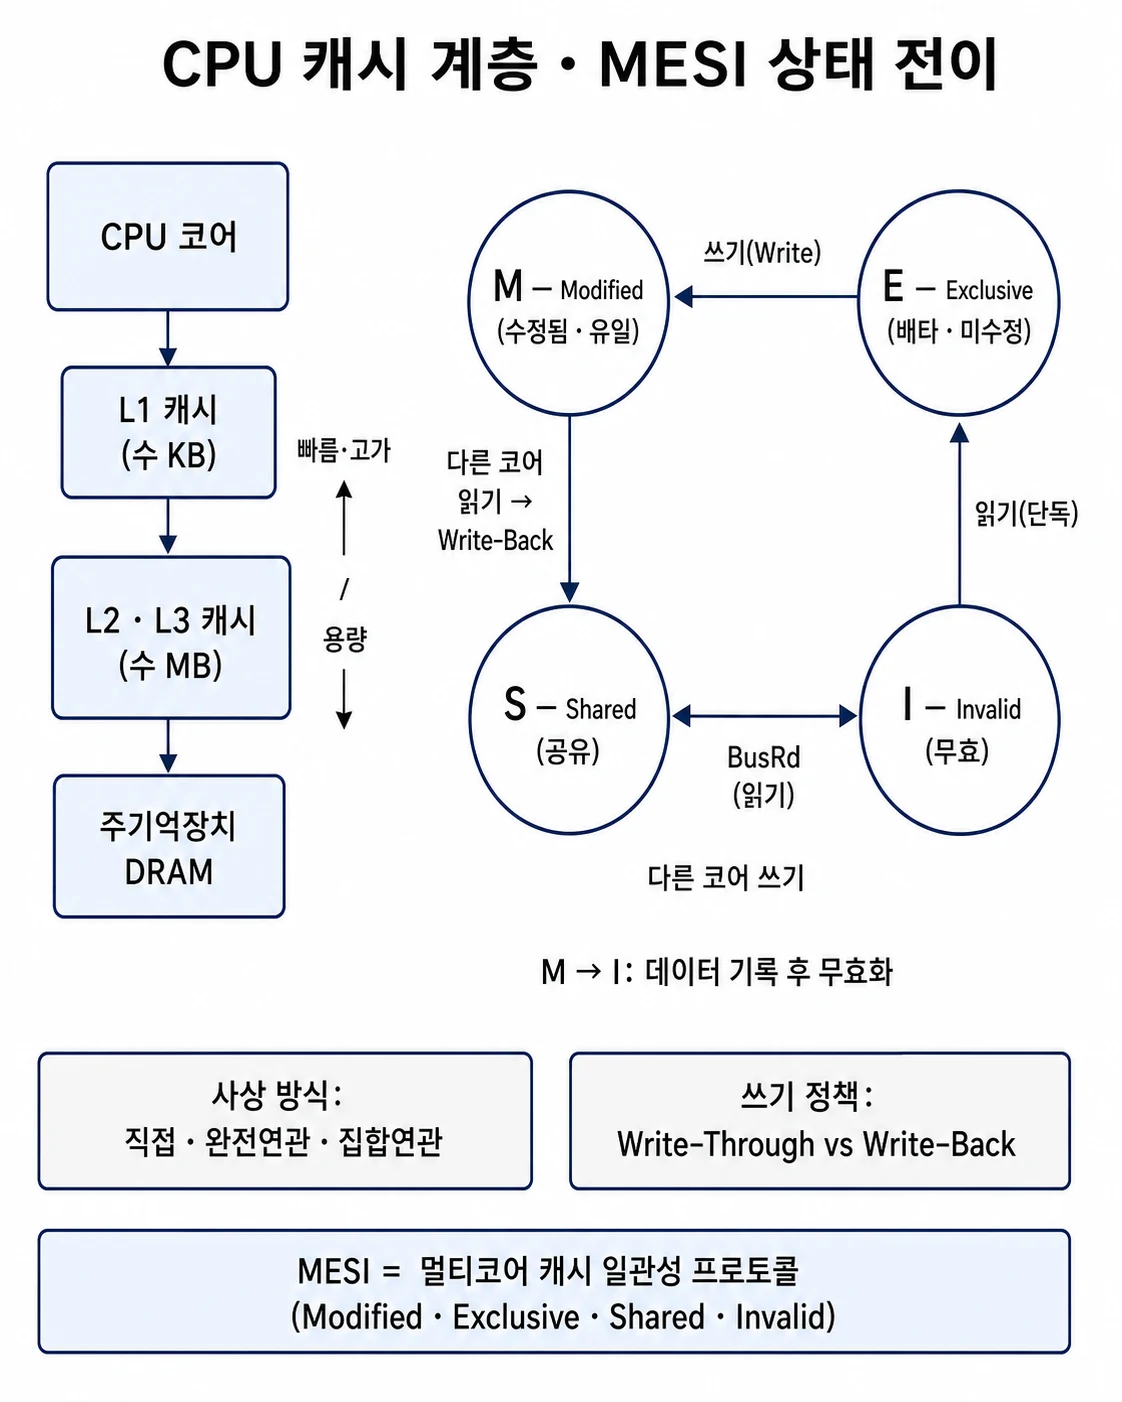 CPU 캐시 계층 · MESI 상태 전이
CPU 코어
L1 캐시
(수 KB)
L2 · L3 캐시
(수 MB)
주기억장치
DRAM
빠름·고가
/
용량
M – Modified
(수정됨 · 유일)
쓰기(Write)
E – Exclusive
(배타 · 미수정)
다른 코어
읽기 →
Write-Back
읽기(단독)
S – Shared
(공유)
BusRd
(읽기)
I – Invalid
(무효)
다른 코어 쓰기
M → I: 데이터 기록 후 무효화
사상 방식:
직접 · 완전연관 · 집합연관
쓰기 정책:
Write-Through vs Write-Back
MESI = 멀티코어 캐시 일관성 프로토콜
(Modified · Exclusive · Shared · Invalid)